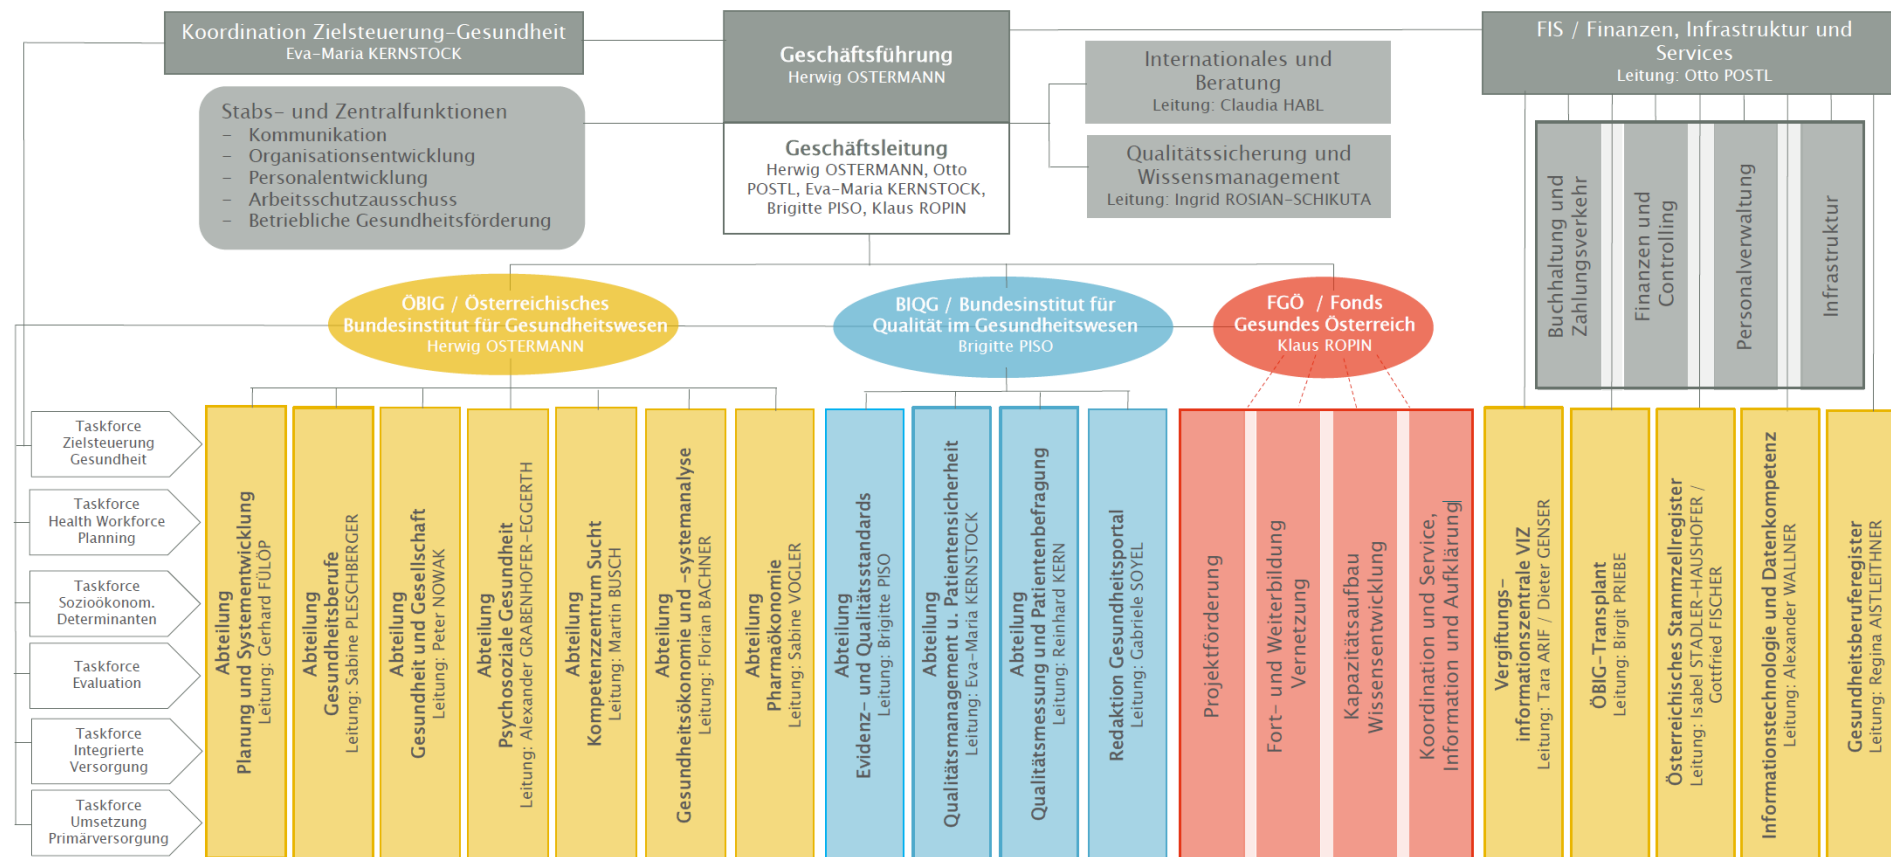 Koordination Zielsteuerung-Gesundheit
Eva-Maria KERNSTOCK
Geschäftsführung
Herwig OSTERMANN
FIS / Finanzen, Infrastruktur und
Services
Leitung: Otto POSTL
Stabs- und Zentralfunktionen
- Kommunikation
- Organisationsentwicklung
- Personalentwicklung
- Arbeitsschutzausschuss
- Betriebliche Gesundheitsförderung
Geschäftsleitung
Herwig OSTERMANN, Otto
POSTL, Eva-Maria KERNSTOCK,
Brigitte PISO, Klaus ROPIN
Internationales und
Beratung
Leitung: Claudia HABL
Qualitätssicherung und
Wissensmanagement
Leitung: Ingrid ROSIAN-SCHIKUTA
Buchhaltung und
Zahlungsverkehr
Finanzen und
Controlling
Personalverwaltung
Infrastruktur
ÖBIG / Österreichisches
Bundesinstitut für Gesundheitswesen
Herwig OSTERMANN
BIQG / Bundesinstitut für
Qualität im Gesundheitswesen
Brigitte PISO
FGÖ / Fonds
Gesundes Österreich
Klaus ROPIN
Taskforce
Zielsteuerung
Gesundheit
Taskforce
Health Workforce
Planning
Taskforce
Sozioökonom.
Determinanten
Taskforce
Evaluation
Taskforce
Integrierte
Versorgung
Taskforce
Umsetzung
Primärversorgung
Abteilung
Planung und Systementwicklung
Leitung: Gerhard FÜLÖP
Abteilung
Gesundheitsberufe
Leitung: Sabine PLESCHBERGER
Abteilung
Gesundheit und Gesellschaft
Leitung: Peter NOWAK
Abteilung
Psychosoziale Gesundheit
Leitung: Alexander GRABENHOFER-EGGERTH
Abteilung
Kompetenzzentrum Sucht
Leitung: Martin BUSCH
Abteilung
Gesundheitsökonomie und -systemanalyse
Leitung: Florian BACHNER
Abteilung
Pharmaökonomie
Leitung: Sabine VOGLER
Abteilung
Evidenz- und Qualitätsstandards
Leitung: Brigitte PISO
Abteilung
Qualitätsmanagement u. Patientensicherheit
Leitung: Eva-Maria KERNSTOCK
Abteilung
Qualitätsmessung und Patientenbefragung
Leitung: Reinhard KERN
Redaktion Gesundheitsportal
Leitung: Gabriele SOYEL
Projektförderung
Fort- und Weiterbildung
Vernetzung
Kapazitätsaufbau
Wissensentwicklung
Koordination und Service,
Information und Aufklärung
Vergiftungs-
informationszentrale VIZ
Leitung: Tara ARIF / Dieter GENSER
ÖBIG-Transplant
Leitung: Birgit PRIEBE
Österreichisches Stammzellregister
Leitung: Isabel STADLER-HAUSHOFER /
Gottfried FISCHER
Informationstechnologie und Datenkompetenz
Leitung: Alexander WALLNER
Gesundheitsberuferegister
Leitung: Regina AISTLEITHNER